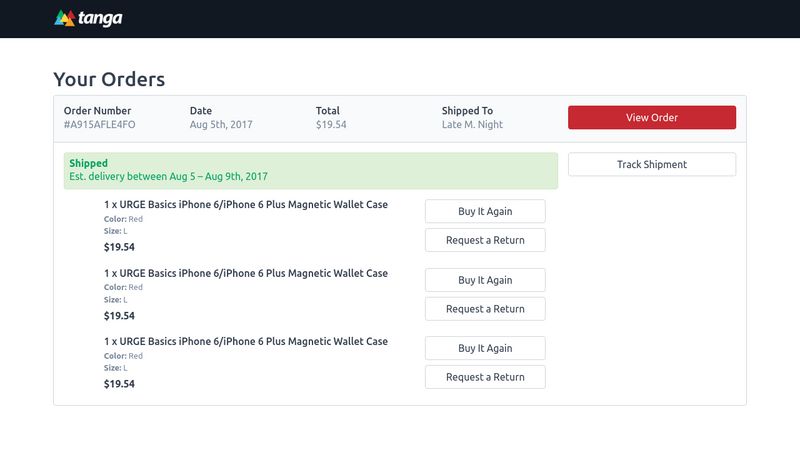 tanga
Your Orders
Order Number
#A915AFLE4FO
Date
Aug 5th, 2017
Total
$19.54
Shipped To
Late M. Night
View Order
Shipped
Est. delivery between Aug 5 – Aug 9th, 2017
Track Shipment
1 x URGE Basics iPhone 6/iPhone 6 Plus Magnetic Wallet Case
Color: Red
Size: L
$19.54
Buy It Again
Request a Return
1 x URGE Basics iPhone 6/iPhone 6 Plus Magnetic Wallet Case
Color: Red
Size: L
$19.54
Buy It Again
Request a Return
1 x URGE Basics iPhone 6/iPhone 6 Plus Magnetic Wallet Case
Color: Red
Size: L
$19.54
Buy It Again
Request a Return